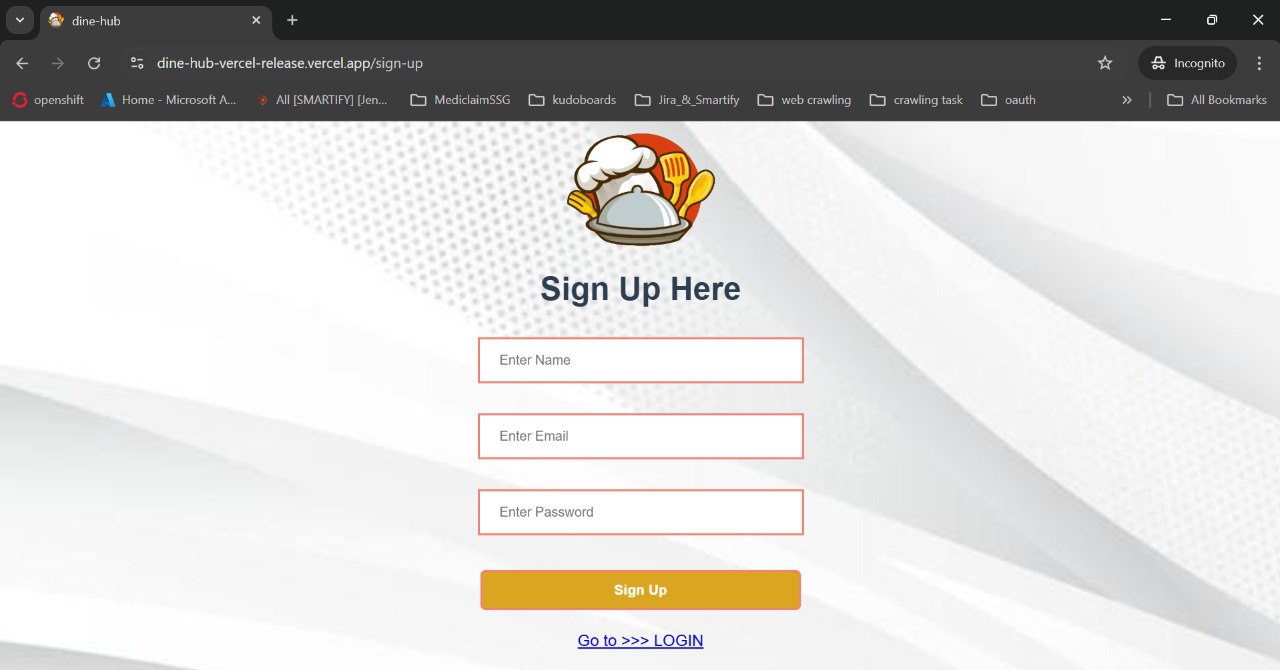 dine-hub
dine-hub-vercel-release.vercel.app/sign-up
Incognito
openshift
Home - Microsoft A...
All [SMARTIFY] [Jen...
MediclaimSSG
kudoboards
Jira_&_Smartify
web crawling
crawling task
oauth
»
All Bookmarks
Sign Up Here
Enter Name
Enter Email
Enter Password
Sign Up
Go to >>> LOGIN